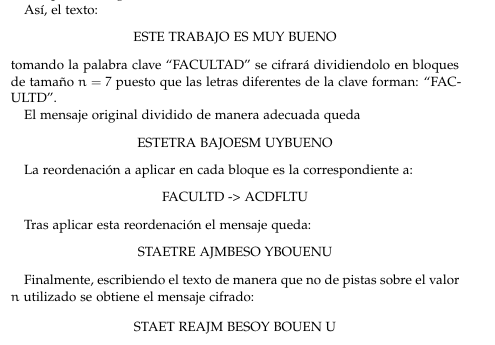 Así, el texto:
ESTE TRABAJO ES MUY BUENO
tomando la palabra clave “FACULTAD” se cifrará dividiendolo en bloques
de tamaño n = 7 puesto que las letras diferentes de la clave forman: “FAC-
ULTD”.
El mensaje original dividido de manera adecuada queda
ESTETRA BAJOESM UYBUENO
La reordenación a aplicar en cada bloque es la correspondiente a:
FACULTD -> ACDFLTU
Tras aplicar esta reordenación el mensaje queda:
STAETRE AJMBESO YBOUENU
Finalmente, escribiendo el texto de manera que no de pistas sobre el valor
n utilizado se obtiene el mensaje cifrado:
STAET REAJM BESOY BOUEN U